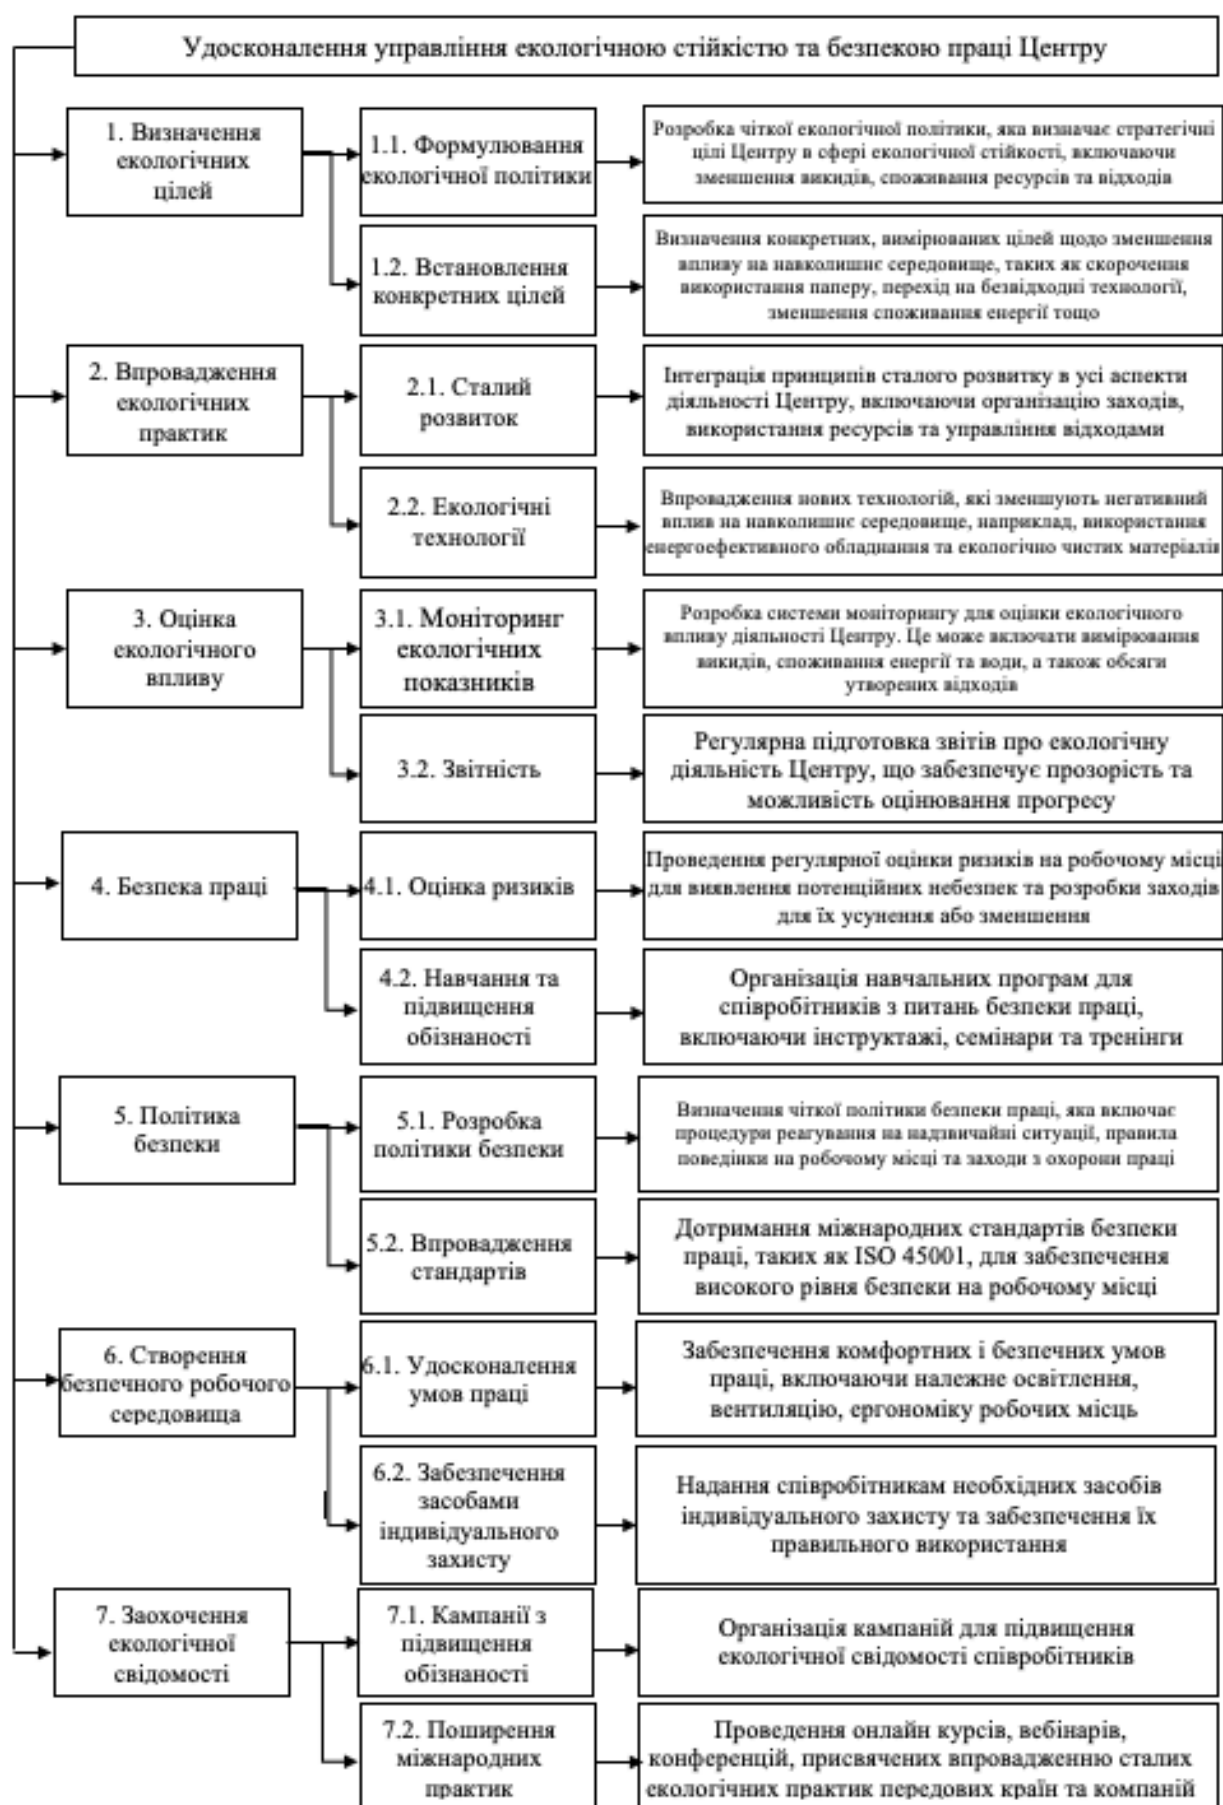 Удосконалення управління екологічною стійкістю та безпекою праці Центру
1. Визначення
екологічних
цілей
1.1. Формулювання
екологічної політики
Розробка чіткої екологічної політики, яка визначає стратегічні
цілі Центру в сфері екологічної стійкості, включаючи
зменшення викидів, споживання ресурсів та відходів
1.2. Встановлення
конкретних цілей
Визначення конкретних, вимірюваних цілей щодо зменшення
впливу на навколишнє середовище, таких як скорочення
використання паперу, перехід на безвідходні технології,
зменшення споживання енергії тощо
2. Впровадження
екологічних
практик
2.1. Сталий
розвиток
Інтеграція принципів сталого розвитку в усі аспекти
діяльності Центру, включаючи організацію заходів,
використання ресурсів та управління відходами
2.2. Екологічні
технології
Впровадження нових технологій, які зменшують негативний
вплив на навколишнє середовище, наприклад, використання
енергоефективного обладнання та екологічно чистих матеріалів
3. Оцінка
екологічного
впливу
3.1. Моніторинг
екологічних
показників
Розробка системи моніторингу для оцінки екологічного
впливу діяльності Центру. Це може включати вимірювання
викидів, споживання енергії та води, а також обсяги
утворених відходів
3.2. Звітність
Регулярна підготовка звітів про екологічну
діяльність Центру, що забезпечує прозорість та
можливість оцінювання прогресу
4. Безпека праці
4.1. Оцінка ризиків
Проведення регулярної оцінки ризиків на робочому місці
для виявлення потенційних небезпек та розробки заходів
для їх усунення або зменшення
4.2. Навчання та
підвищення
обізнаності
Організація навчальних програм для
співробітників з питань безпеки праці,
включаючи інструктажі, семінари та тренінги
5. Політика
безпеки
5.1. Розробка
політики безпеки
Визначення чіткої політики безпеки праці, яка включає
процедури реагування на надзвичайні ситуації, правила
поведінки на робочому місці та заходи з охорони праці
5.2. Впровадження
стандартів
Дотримання міжнародних стандартів безпеки
праці, таких як ISO 45001, для забезпечення
високого рівня безпеки на робочому місці
6. Створення
безпечного робочого
середовища
6.1. Удосконалення
умов праці
Забезпечення комфортних і безпечних умов
праці, включаючи належне освітлення,
вентиляцію, ергономіку робочих місць
6.2. Забезпечення
засобами
індивідуального
захисту
Надання співробітникам необхідних засобів
індивідуального захисту та забезпечення їх
правильного використання
7. Заохочення
екологічної
свідомості
7.1. Кампанії з
підвищення
обізнаності
Організація кампаній для підвищення
екологічної свідомості співробітників
7.2. Поширення
міжнародних
практик
Проведення онлайн курсів, вебінарів,
конференцій, присвячених впровадженню сталих
екологічних практик передових країн та компаній